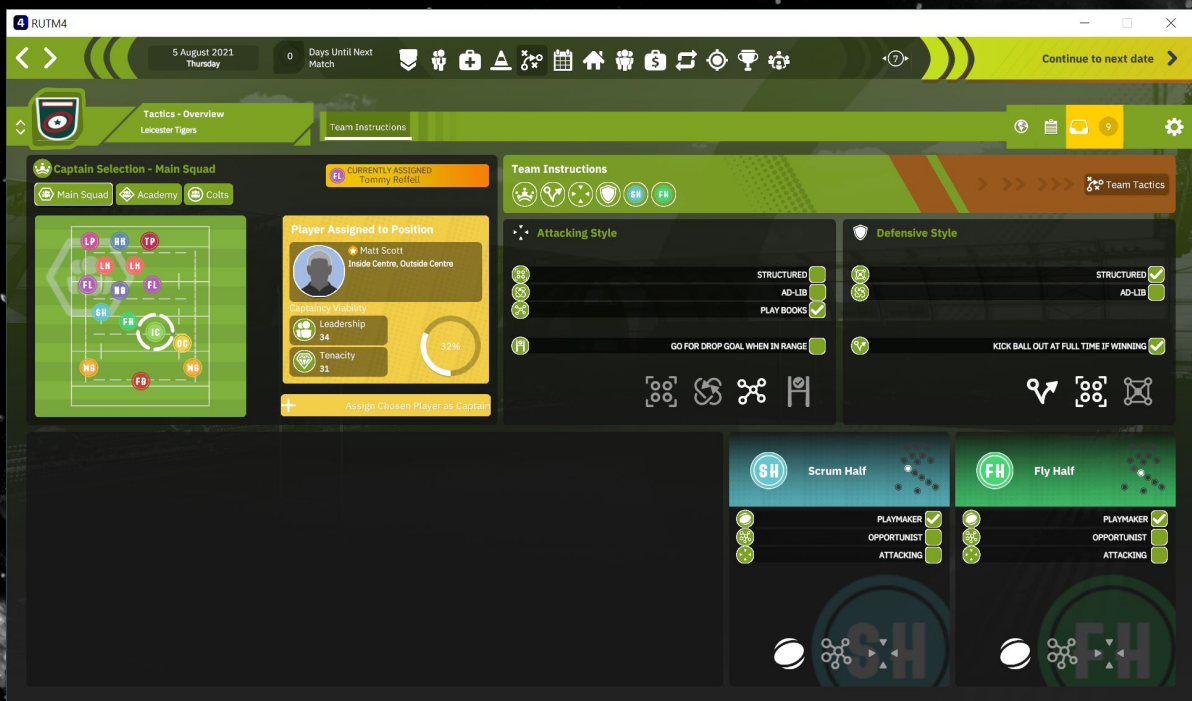 4 RUTM4
5 August 2021
Thursday
0
Days Until Next
Match
7
Continue to next date
Tactics - Overview
Leicester Tigers
Team Instructions
9
Captain Selection - Main Squad
FL
CURRENTLY ASSIGNED
Tommy Reffell
Main Squad
Academy
Colts
LP
HK
TP
LK
LK
FL
FL
SH
FH
IC
OC
WG
WG
FB
Player Assigned to Position
Matt Scott
Inside Centre, Outside Centre
Captaincy Viability
Leadership
34
Tenacity
31
32%
Assign Chosen Player as Captain
Team Instructions
SH
FH
Team Tactics
Attacking Style
STRUCTURED
AD-LIB
PLAY BOOKS
GO FOR DROP GOAL WHEN IN RANGE
Defensive Style
STRUCTURED
AD-LIB
KICK BALL OUT AT FULL TIME IF WINNING
SH
Scrum Half
PLAYMAKER
OPPORTUNIST
ATTACKING
SH
FH
Fly Half
PLAYMAKER
OPPORTUNIST
ATTACKING
FH